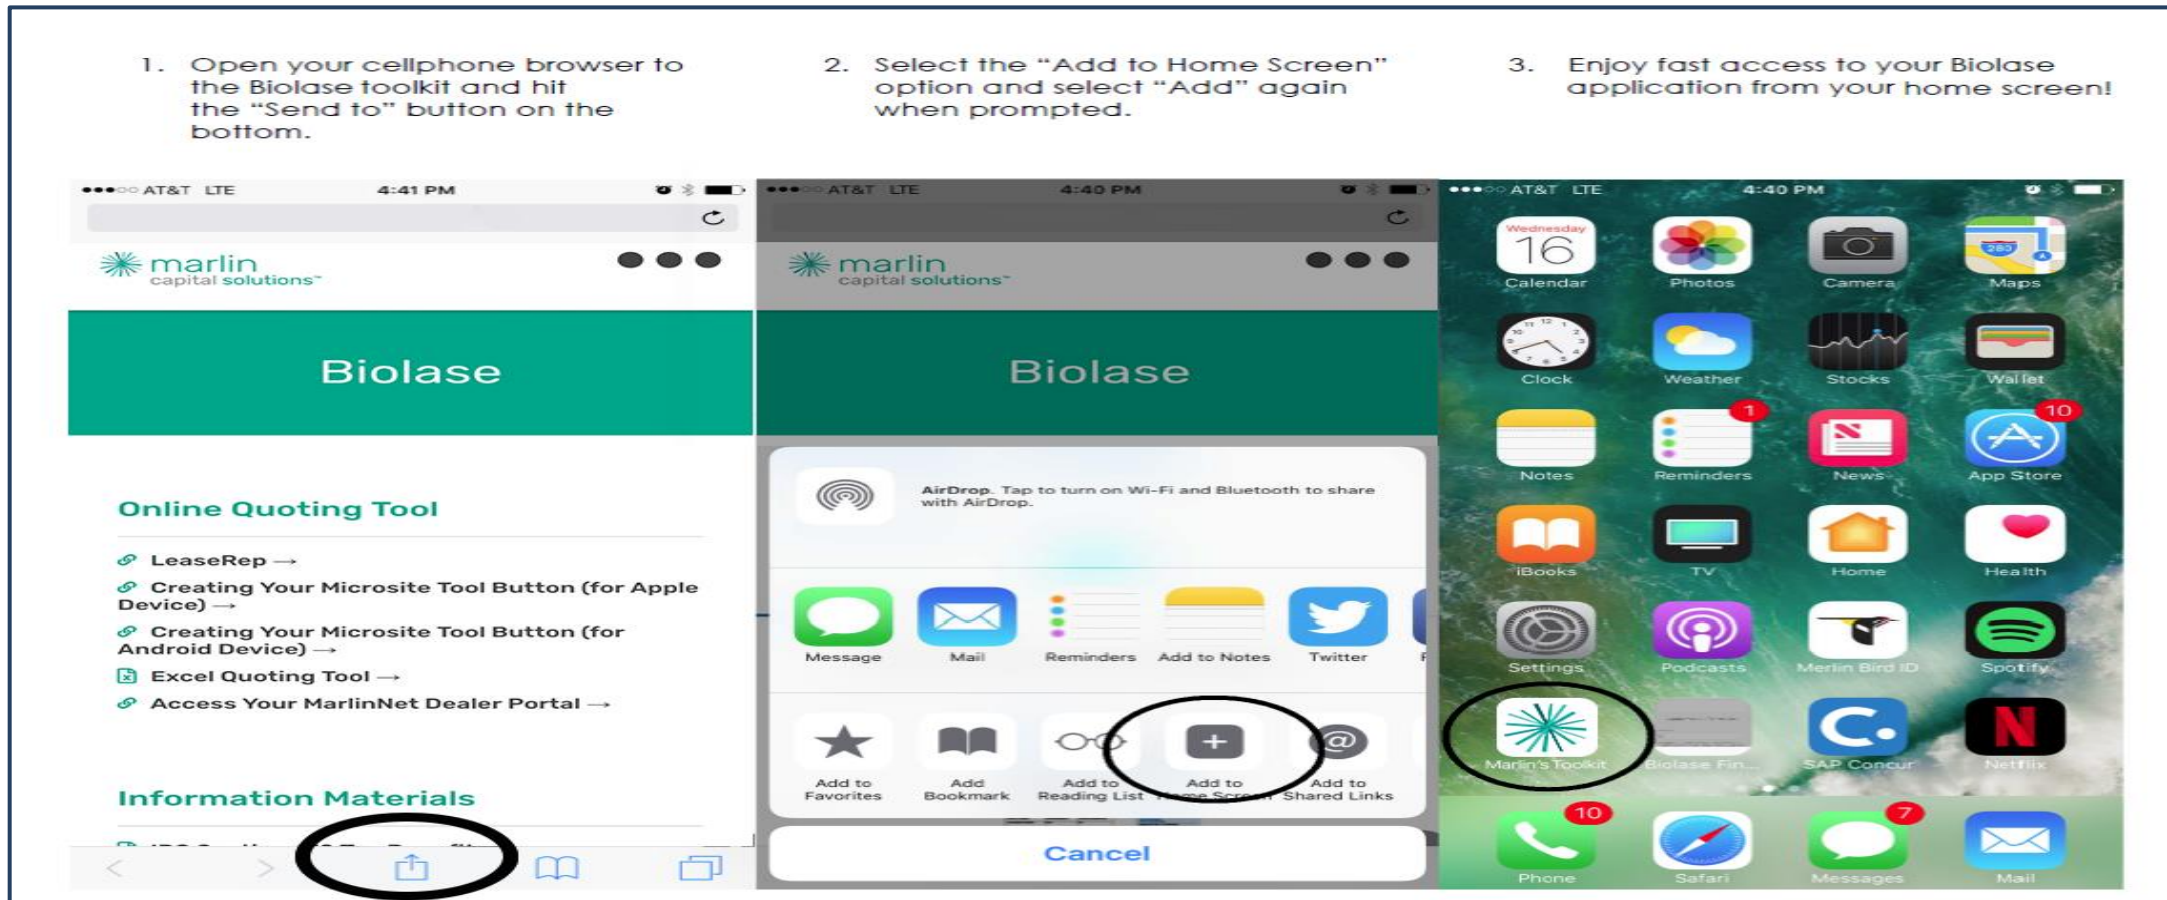 1. Open your cellphone browser to
the Biolase toolkit and hit
the “Send to” button on the
bottom.
2. Select the “Add to Home Screen”
option and select “Add” again
when prompted.
3. Enjoy fast access to your Biolase
application from your home screen!
AT&T LTE 4:41 PM
marlin
capital solutions™
Biolase
Online Quoting Tool
LeaseRep →
Creating Your Microsite Tool Button (for Apple
Device) →
Creating Your Microsite Tool Button (for
Android Device) →
Excel Quoting Tool →
Access Your MarlinNet Dealer Portal →
Information Materials
AT&T LTE 4:40 PM
marlin
capital solutions™
Biolase
AirDrop. Tap to turn on Wi-Fi and Bluetooth to share
with AirDrop.
Message Mail Reminders Add to Notes Twitter
Add to Add Add to Add to Add to
Favorites Bookmark Reading List Home Screen Shared Links
Cancel
AT&T LTE 4:40 PM
Wednesday
16
280
Calendar Photos Camera Maps
Clock Weather Stocks Wallet
1 10
Notes Reminders News App Store
iBooks TV Home Health
Settings Podcasts Merlin Bird ID Spotify
Marlin's Toolkit Biolase Fin... SAP Concur Netflix
10 7
Phone Safari Messages Mail